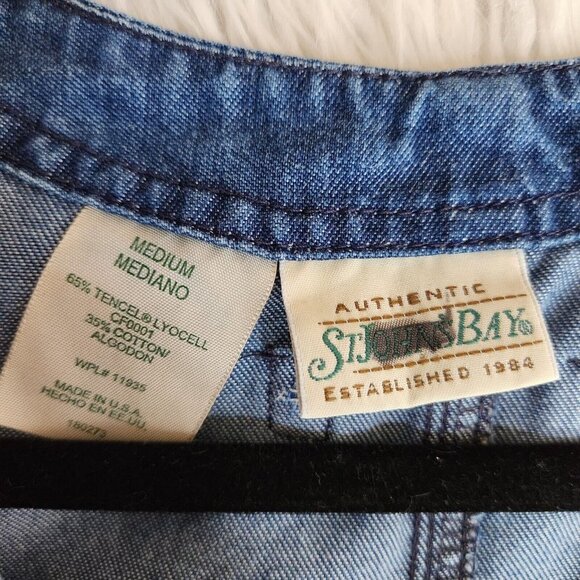 MEDIUM
MEDIANO
65% TENCEL® LYOCELL
CF0001
35% COTTON/
ALGODON
WPL# 11935
MADE IN U.S.A.
HECHO EN EE.UU.
180273
AUTHENTIC
ST JOHN'S BAY®
ESTABLISHED 1984